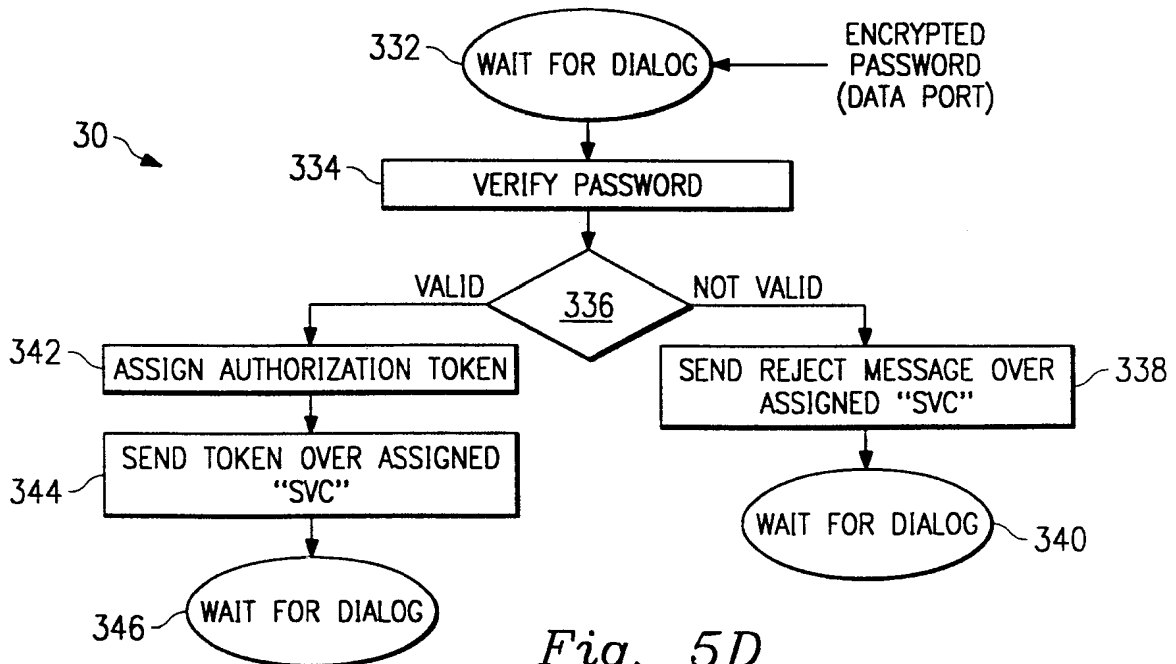 332
WAIT FOR DIALOG
ENCRYPTED
PASSWORD
(DATA PORT)
30
334
VERIFY PASSWORD
VALID
336
NOT VALID
342
ASSIGN AUTHORIZATION TOKEN
SEND REJECT MESSAGE OVER
ASSIGNED "SVC"
338
344
SEND TOKEN OVER ASSIGNED
"SVC"
WAIT FOR DIALOG
340
346
WAIT FOR DIALOG
Fig. 5D